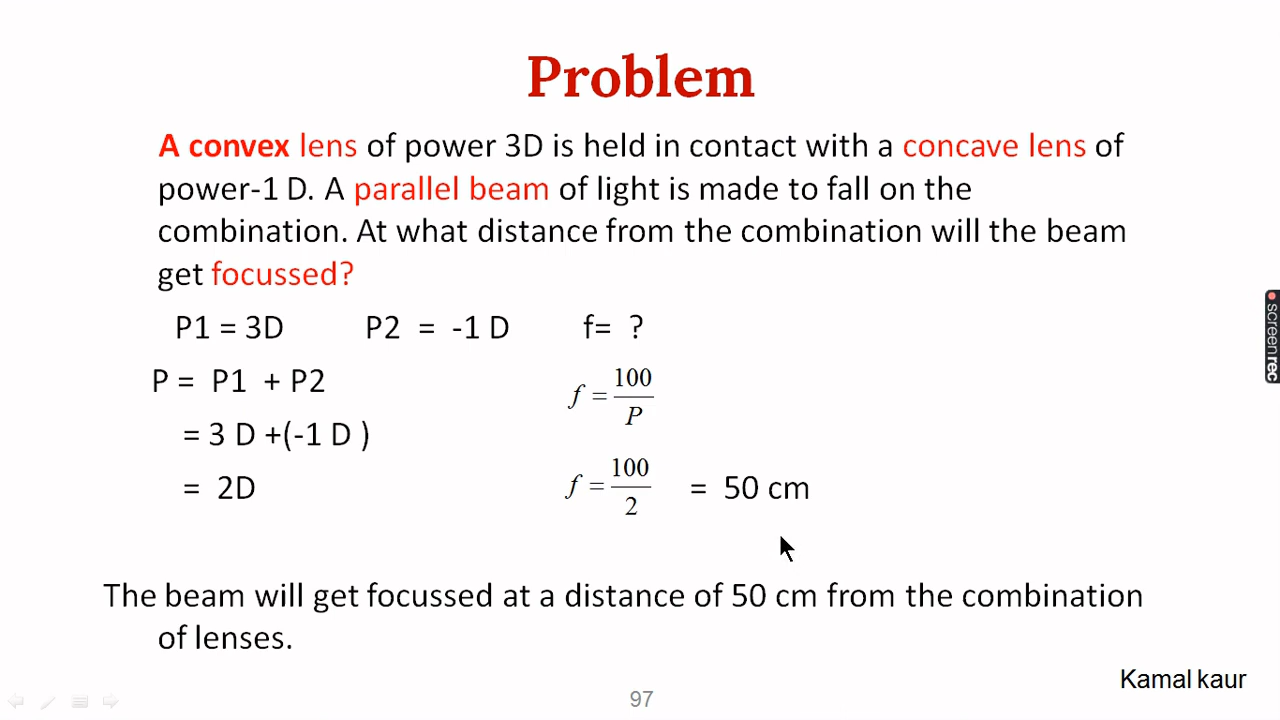 Problem
A convex lens of power 3D is held in contact with a concave lens of
power-1 D. A parallel beam of light is made to fall on the
combination. At what distance from the combination will the beam
get focussed?
P1 = 3D P2 = -1 D f= ?
P = P1 + P2
f = 100/P
= 3 D +(-1 D )
= 2D
f = 100/2 = 50 cm
The beam will get focussed at a distance of 50 cm from the combination
of lenses.
Kamal kaur
97
screenrec